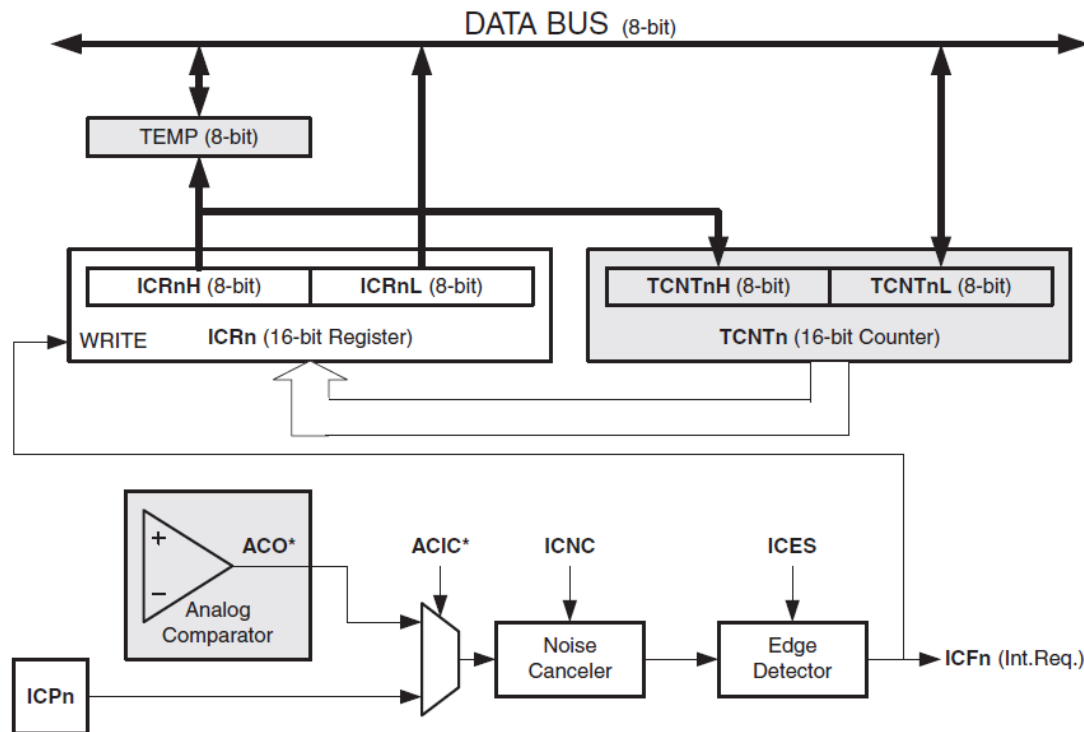 DATA BUS (8-bit)
TEMP (8-bit)
ICRnH (8-bit)
ICRnL (8-bit)
TCNTnH (8-bit)
TCNTnL (8-bit)
WRITE
ICRn (16-bit Register)
TCNTn (16-bit Counter)
+
−
ACO*
Analog
Comparator
ACIC*
ICNC
ICES
Noise
Canceler
Edge
Detector
ICFn (Int.Req.)
ICPn